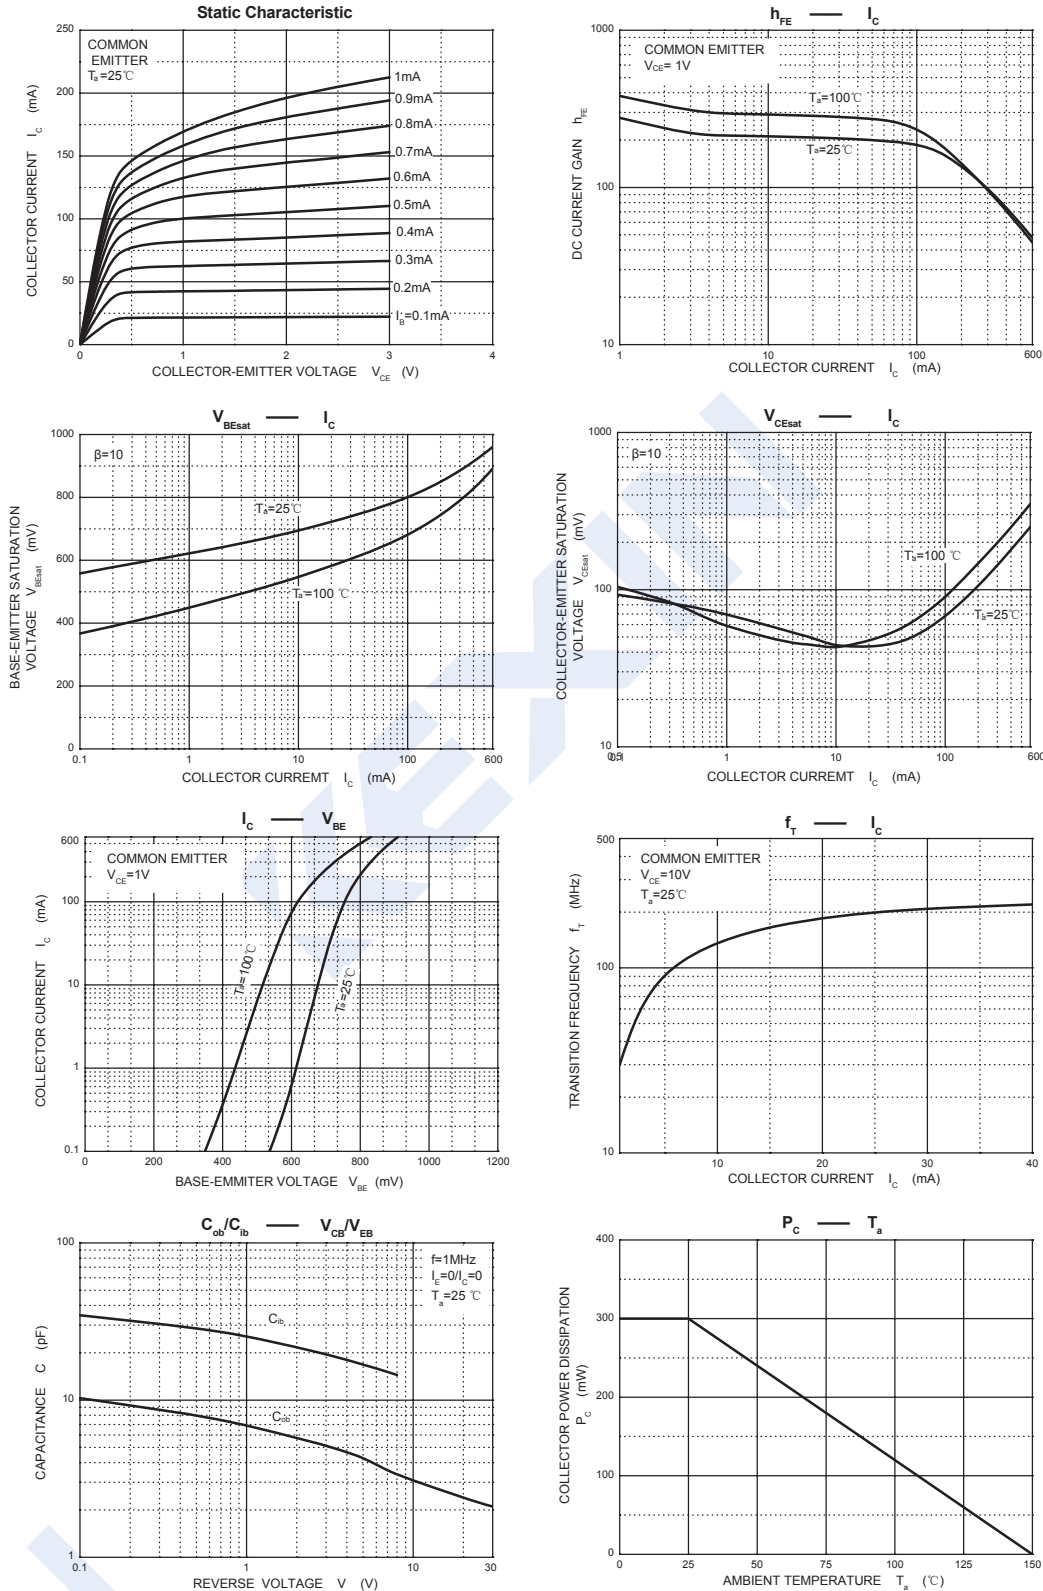 Static Characteristic
COMMON
EMITTER
Ta=25℃
COLLECTOR CURRENT IC (mA)
250
200
150
100
50
0
1mA
0.9mA
0.8mA
0.7mA
0.6mA
0.5mA
0.4mA
0.3mA
0.2mA
IB=0.1mA
0 1 2 3 4
COLLECTOR-EMITTER VOLTAGE VCE (V)
hFE —— IC
COMMON EMITTER
VCE= 1V
DC CURRENT GAIN hFE
1000
100
10
Ta=100℃
Ta=25℃
1 10 100 600
COLLECTOR CURRENT IC (mA)
VBEsat —— IC
β=10
BASE-EMITTER SATURATION
VOLTAGE VBEsat (mV)
1000
800
600
400
200
0
Ta=25℃
Ta=100 ℃
0.1 1 10 100 600
COLLECTOR CURREMT IC (mA)
VCEsat —— IC
β=10
COLLECTOR-EMITTER SATURATION
VOLTAGE VCEsat (mV)
1000
100
10
Ta=100 ℃
Ta=25℃
1 10 100 600
COLLECTOR CURREMT IC (mA)
IC —— VBE
COMMON EMITTER
VCE=1V
COLLECTOR CURRENT IC (mA)
600
100
10
1
0.1
Ta=100℃
Ta=25℃
0 200 400 600 800 1000 1200
BASE-EMMITER VOLTAGE VBE (mV)
fT —— IC
COMMON EMITTER
VCE=10V
Ta=25℃
TRANSITION FREQUENCY fT (MHz)
500
100
10
10 20 30 40
COLLECTOR CURRENT IC (mA)
Cob/Cib —— VCB/VEB
f=1MHz
IE=0/IC=0
Ta=25 ℃
CAPACITANCE C (pF)
100
10
1
Cib
Cob
0.1 1 10 30
REVERSE VOLTAGE V (V)
PC —— Ta
COLLECTOR POWER DISSIPATION
PC (mW)
400
300
200
100
0
0 25 50 75 100 125 150
AMBIENT TEMPERATURE Ta (℃)
KEXIN